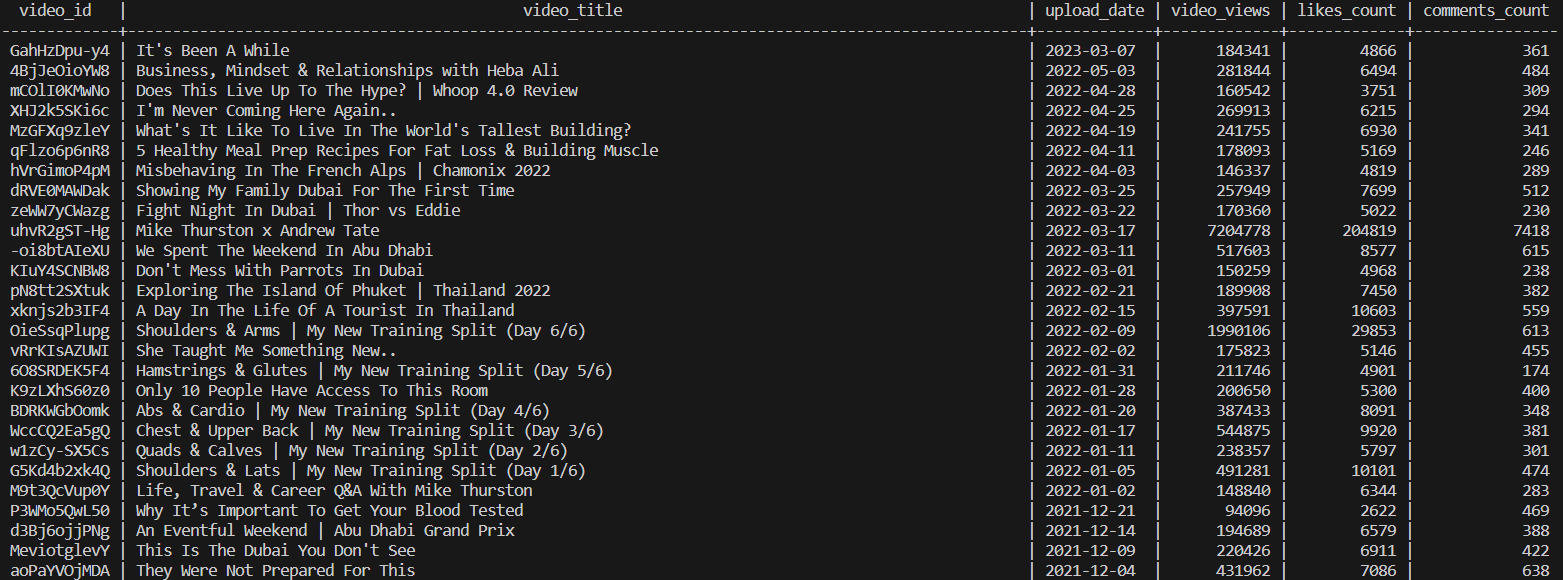 video_id | video_title | upload_date | video_views | likes_count | comments_count
GahHzDpu-y4 | It's Been A While | 2023-03-07 | 184341 | 4866 | 361
4BjJeOioYW8 | Business, Mindset & Relationships with Heba Ali | 2022-05-03 | 281844 | 6494 | 484
mCOlI0KMwNo | Does This Live Up To The Hype? | Whoop 4.0 Review | 2022-04-28 | 160542 | 3751 | 309
XHJ2k5SKi6c | I'm Never Coming Here Again.. | 2022-04-25 | 269913 | 6215 | 294
MzGFXq9zleY | What's It Like To Live In The World's Tallest Building? | 2022-04-19 | 241755 | 6930 | 341
qFlzo6p6nR8 | 5 Healthy Meal Prep Recipes For Fat Loss & Building Muscle | 2022-04-11 | 178093 | 5169 | 246
hVrGimoP4pM | Misbehaving In The French Alps | Chamonix 2022 | 2022-04-03 | 146337 | 4819 | 289
dRVE0MAWDak | Showing My Family Dubai For The First Time | 2022-03-25 | 257949 | 7699 | 512
zeWW7yCWazg | Fight Night In Dubai | Thor vs Eddie | 2022-03-22 | 170360 | 5022 | 230
uhvR2gST-Hg | Mike Thurston x Andrew Tate | 2022-03-17 | 7204778 | 204819 | 7418
-oi8btAIeXU | We Spent The Weekend In Abu Dhabi | 2022-03-11 | 517603 | 8577 | 615
KIuY4SCNBW8 | Don't Mess With Parrots In Dubai | 2022-03-01 | 150259 | 4968 | 238
pN8tt2SXtuk | Exploring The Island Of Phuket | Thailand 2022 | 2022-02-21 | 189908 | 7450 | 382
xknjs2b3IF4 | A Day In The Life Of A Tourist In Thailand | 2022-02-15 | 397591 | 10603 | 559
OieSsqPlupg | Shoulders & Arms | My New Training Split (Day 6/6) | 2022-02-09 | 1990106 | 29853 | 613
vRrKIsAZUWI | She Taught Me Something New.. | 2022-02-02 | 175823 | 5146 | 455
6O8SRDEK5F4 | Hamstrings & Glutes | My New Training Split (Day 5/6) | 2022-01-31 | 211746 | 4901 | 174
K9zLXhS60z0 | Only 10 People Have Access To This Room | 2022-01-28 | 200650 | 5300 | 400
BDRKWGbOomk | Abs & Cardio | My New Training Split (Day 4/6) | 2022-01-20 | 387433 | 8091 | 348
WccCQ2Ea5gQ | Chest & Upper Back | My New Training Split (Day 3/6) | 2022-01-17 | 544875 | 9920 | 381
w1zCy-SX5Cs | Quads & Calves | My New Training Split (Day 2/6) | 2022-01-11 | 238357 | 5797 | 301
G5Kd4b2xk4Q | Shoulders & Lats | My New Training Split (Day 1/6) | 2022-01-05 | 491281 | 10101 | 474
M9t3QcVup0Y | Life, Travel & Career Q&A With Mike Thurston | 2022-01-02 | 148840 | 6344 | 283
P3WMo5QwL50 | Why It’s Important To Get Your Blood Tested | 2021-12-21 | 94096 | 2622 | 469
d3Bj6ojjPNg | An Eventful Weekend | Abu Dhabi Grand Prix | 2021-12-14 | 194689 | 6579 | 388
MeviotglevY | This Is The Dubai You Don't See | 2021-12-09 | 220426 | 6911 | 422
aoPaYVOjMDA | They Were Not Prepared For This | 2021-12-04 | 431962 | 7086 | 638